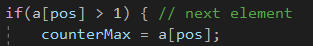 if(a[pos] > 1) { // next element
counterMax = a[pos];